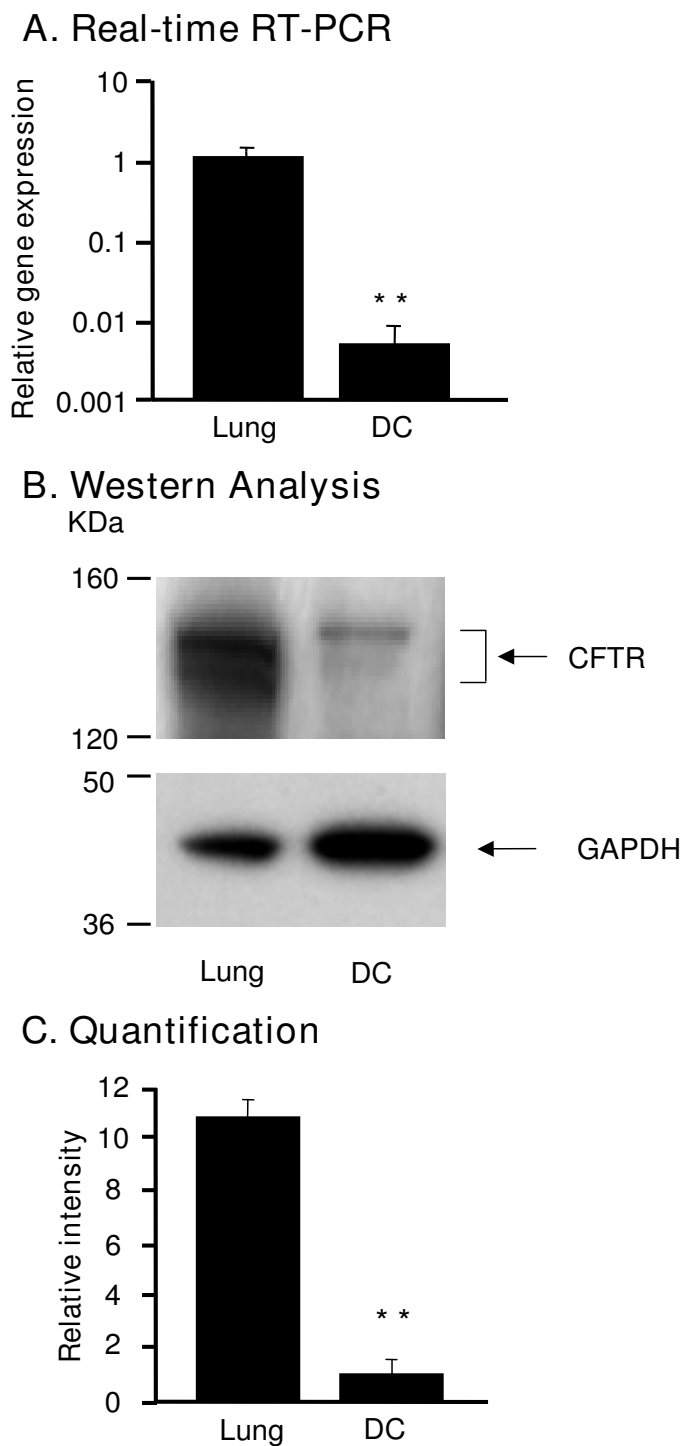 A. Real-time RT-PCR
Relative gene expression
10
1
0.1
0.01
0.001
* *
Lung DC
B. Western Analysis
KDa
160
120
CFTR
50
36
GAPDH
Lung DC
C. Quantification
Relative intensity
12
10
8
6
4
2
0
* *
Lung DC